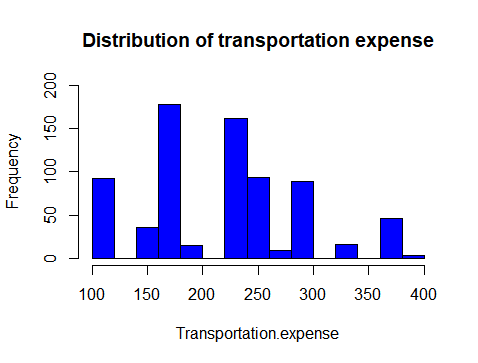 Distribution of transportation expense
Frequency
200
150
100
50
0
100 150 200 250 300 350 400
Transportation.expense